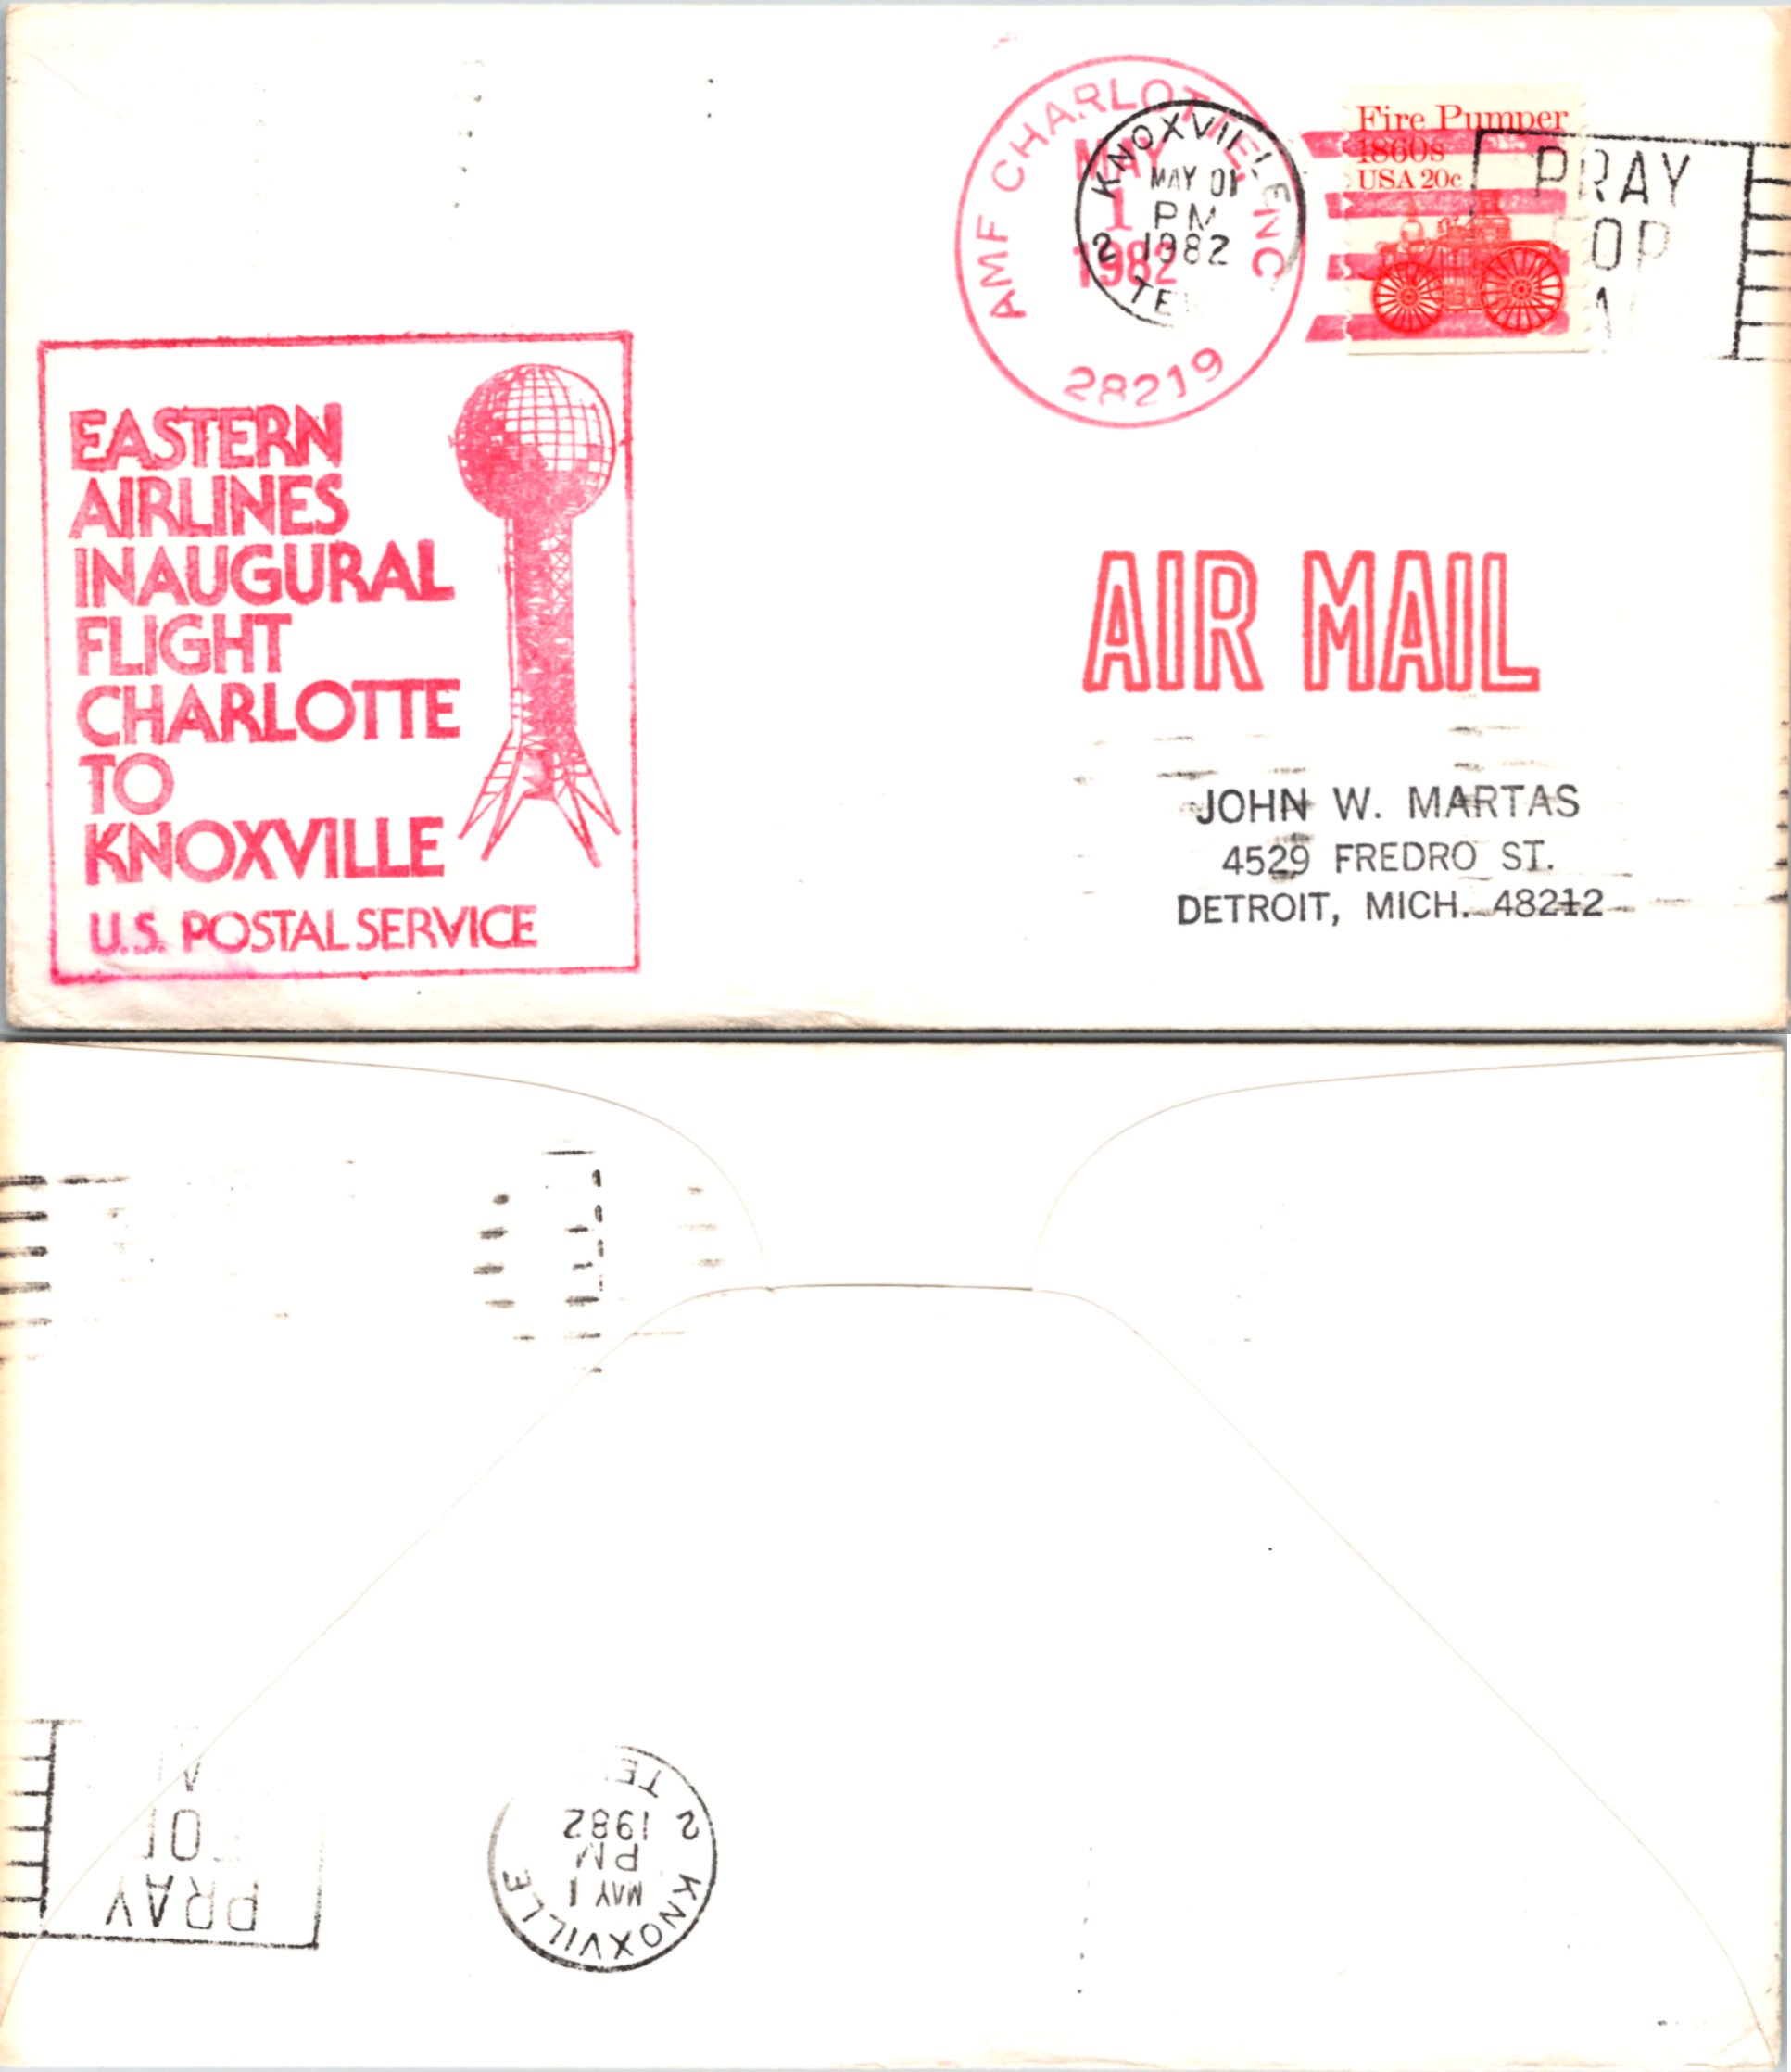 AMF CHARLOTTE, NC
MAY
1
1982
28219
KNOXVILLE
MAY 01
PM
2 1982
TE
Fire Pumper
1860s
USA 20c
PRAY
EASTERN
AIRLINES
INAUGURAL
FLIGHT
CHARLOTTE
TO
KNOXVILLE
U.S. POSTAL SERVICE
AIR MAIL
JOHN W. MARTAS
4529 FREDRO ST.
DETROIT, MICH. 48212
PRAY
KNOXVILLE
MAY 1
PM
2 1982
TE